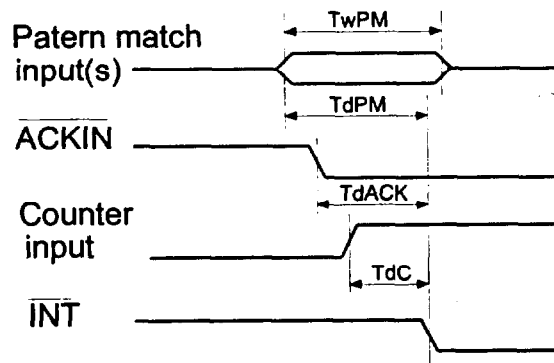 TwPM
Patern match
input(s)
TdPM
ACKIN
TdACK
Counter
input
TdC
INT